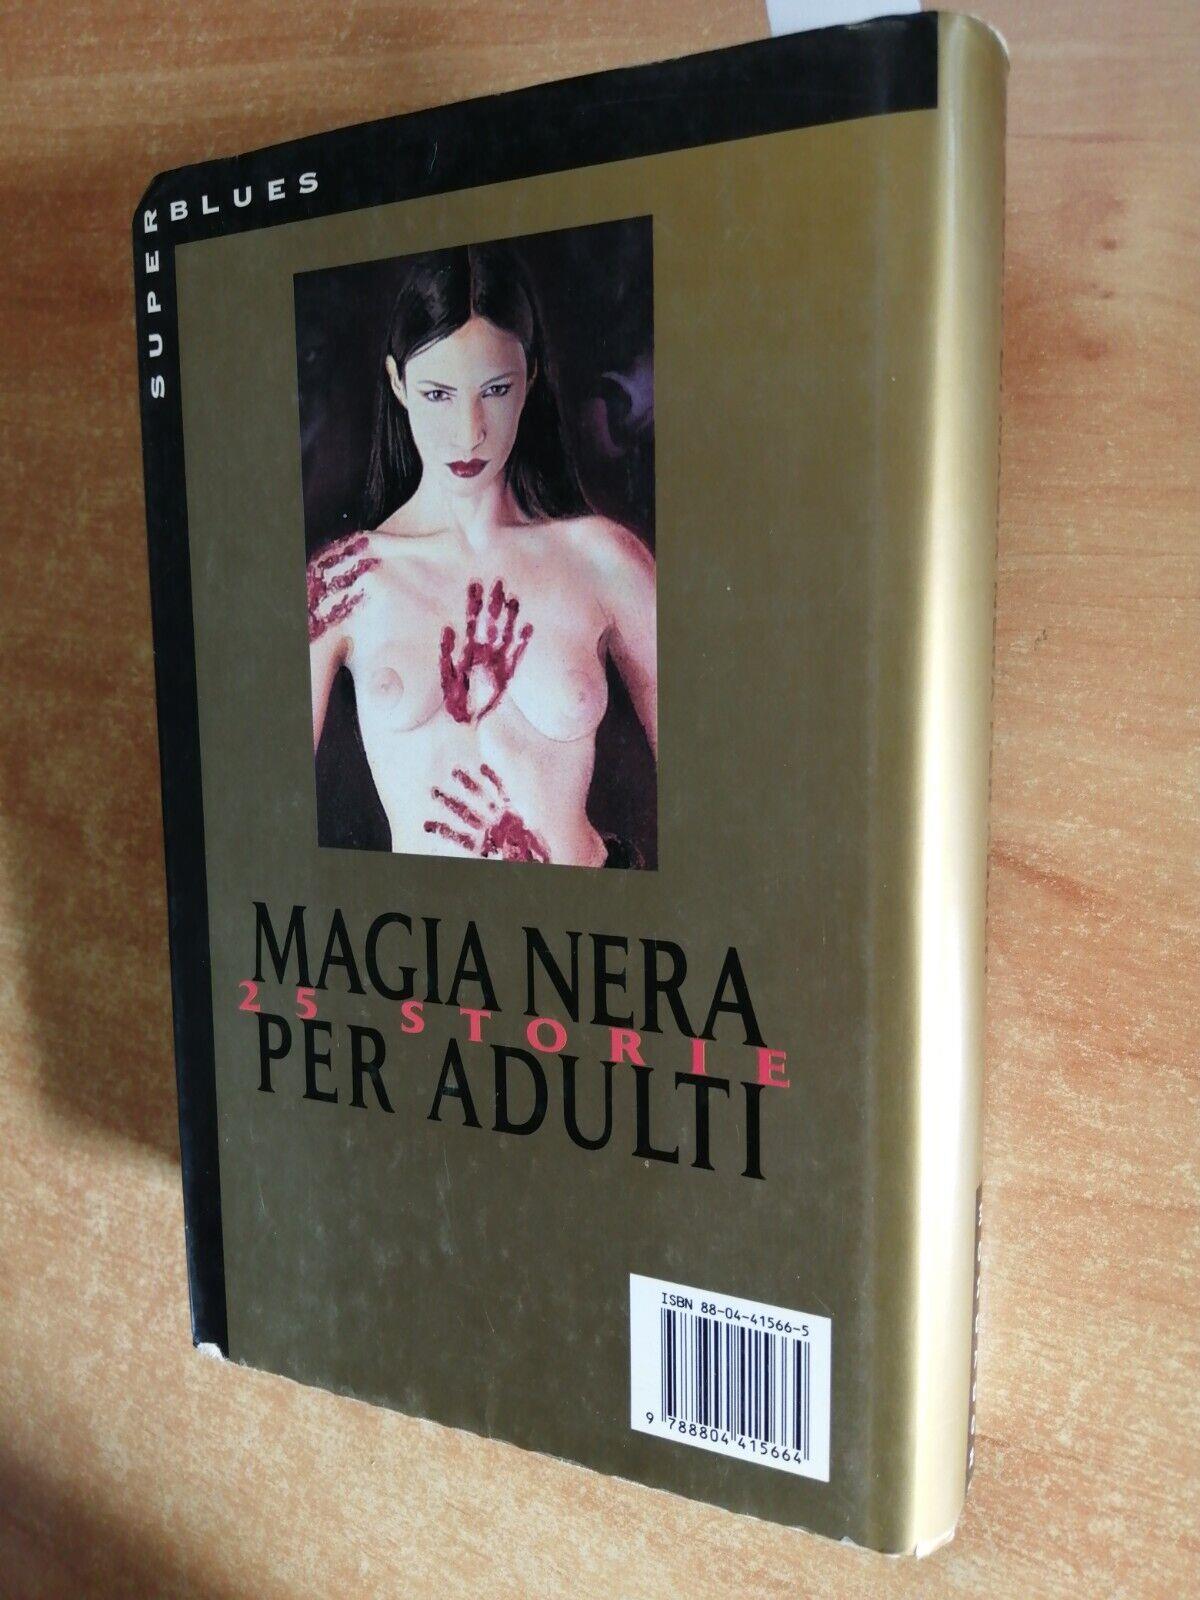 SUPERBLUES
MAGIA NERA
25 STORIE
PER ADULTI
ISBN 88-04-41566-5
9 788804 415664